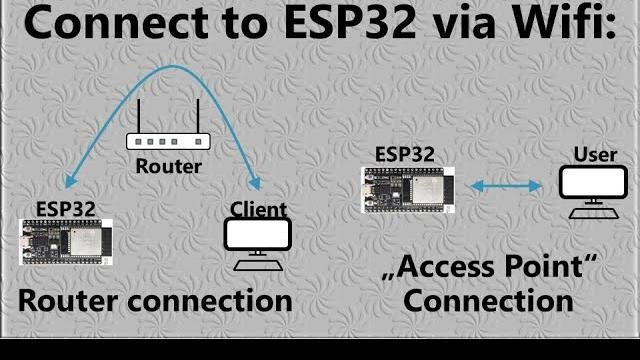 Connect to ESP32 via Wifi:
Router
ESP32
Client
Router connection
ESP32
User
„Access Point“
Connection